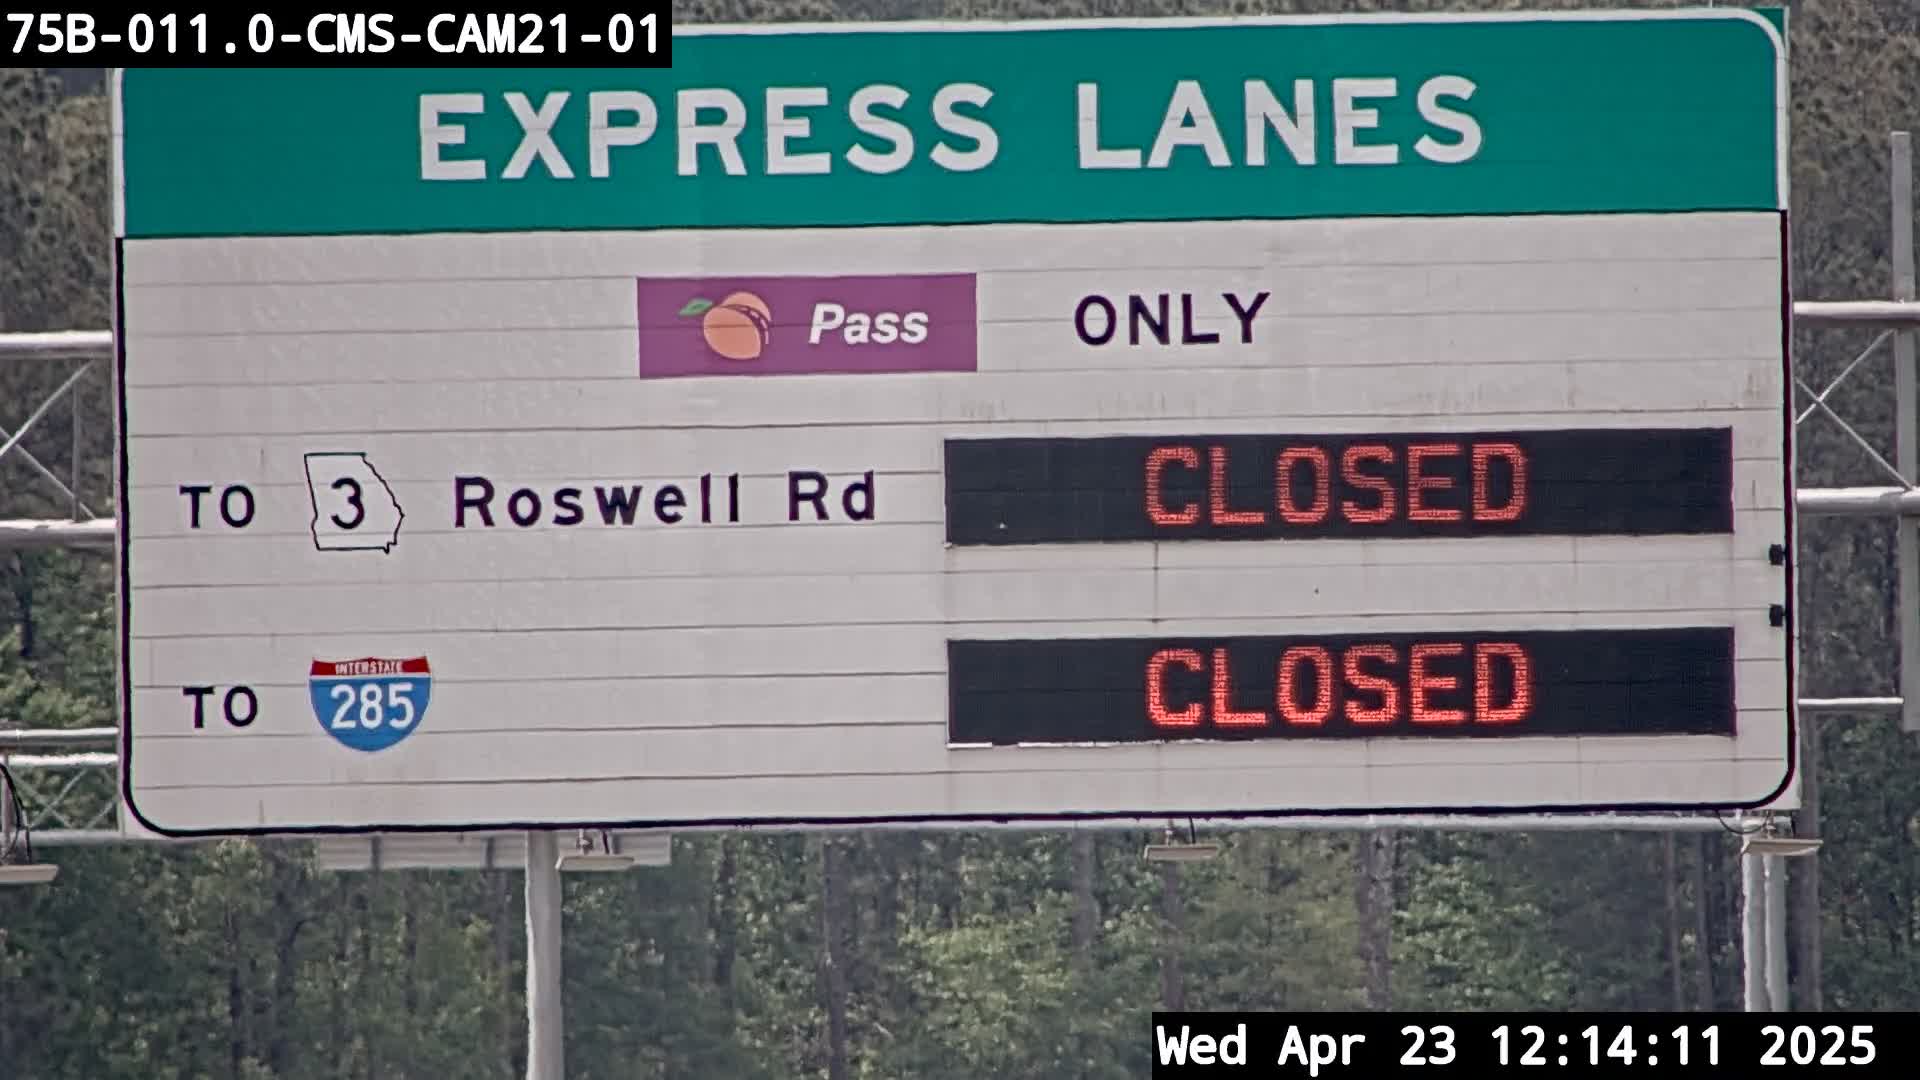 75B-011.0-CMS-CAM21-01
EXPRESS LANES
Pass ONLY
TO 3 Roswell Rd CLOSED
INTERSTATE
TO 285 CLOSED
Wed Apr 23 12:14:11 2025